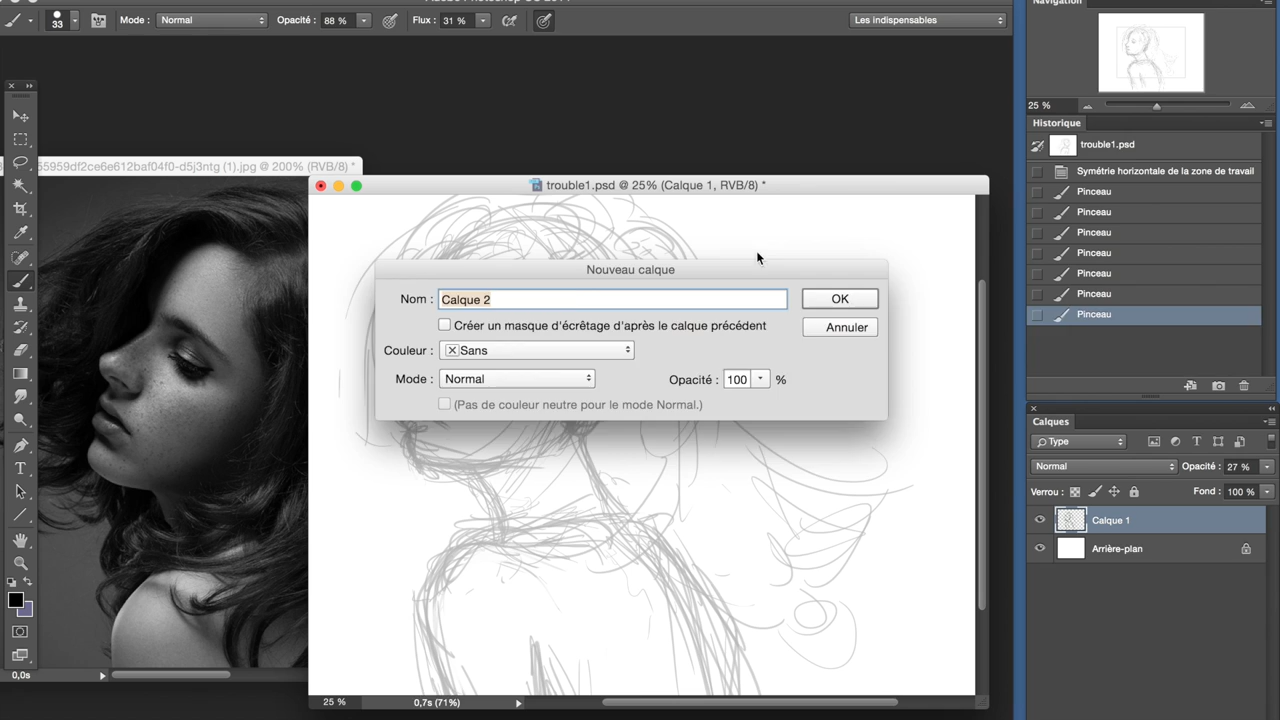 33
Mode : Normal
Opacité : 88 %
Flux : 31 %
Les indispensables
Navigation
25 %
Historique
trouble1.psd
Symétrie horizontale de la zone de travail
Pinceau
Pinceau
Pinceau
Pinceau
Pinceau
Pinceau
Pinceau
55959df2ce6e612baf04f0-d5j3ntg (1).jpg @ 200% (RVB/8) *
trouble1.psd @ 25% (Calque 1, RVB/8) *
Nouveau calque
Nom : Calque 2
OK
Créer un masque d'écrêtage d'après le calque précédent
Annuler
Couleur : Sans
Mode : Normal
Opacité : 100 %
(Pas de couleur neutre pour le mode Normal.)
Calques
Type
Normal
Opacité : 27 %
Verrou :
Fond : 100 %
Calque 1
Arrière-plan
0,0s
25 %
0,7s (71%)